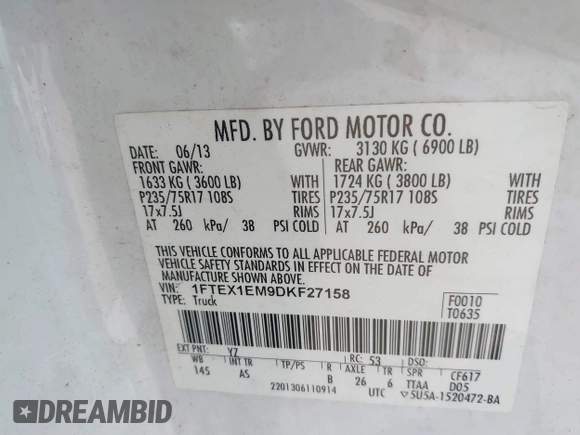 MFD. BY FORD MOTOR CO.
DATE: 06/13 GVWR: 3130 KG ( 6900 LB)
FRONT GAWR: REAR GAWR:
1633 KG ( 3600 LB) WITH 1724 KG ( 3800 LB) WITH
P235/75R17 108S TIRES P235/75R17 108S TIRES
17x7.5J RIMS 17x7.5J RIMS
AT 260 kPa/ 38 PSI COLD AT 260 kPa/ 38 PSI COLD
THIS VEHICLE CONFORMS TO ALL APPLICABLE FEDERAL MOTOR
VEHICLE SAFETY STANDARDS IN EFFECT ON THE DATE OF
MANUFACTURE SHOWN ABOVE.
VIN: 1FTEX1EM9DKF27158
TYPE: Truck
F0010
T0635
EXT PNT: YZ RC: 53 DSO:
WB INT TR TP/PS R AXLE TR SPR CF617
145 AS B 26 6 TTAA D05
2201306110914 UTC 5U5A-1520472-BA
DREAMBID
SOLD CARS ARCHIVE